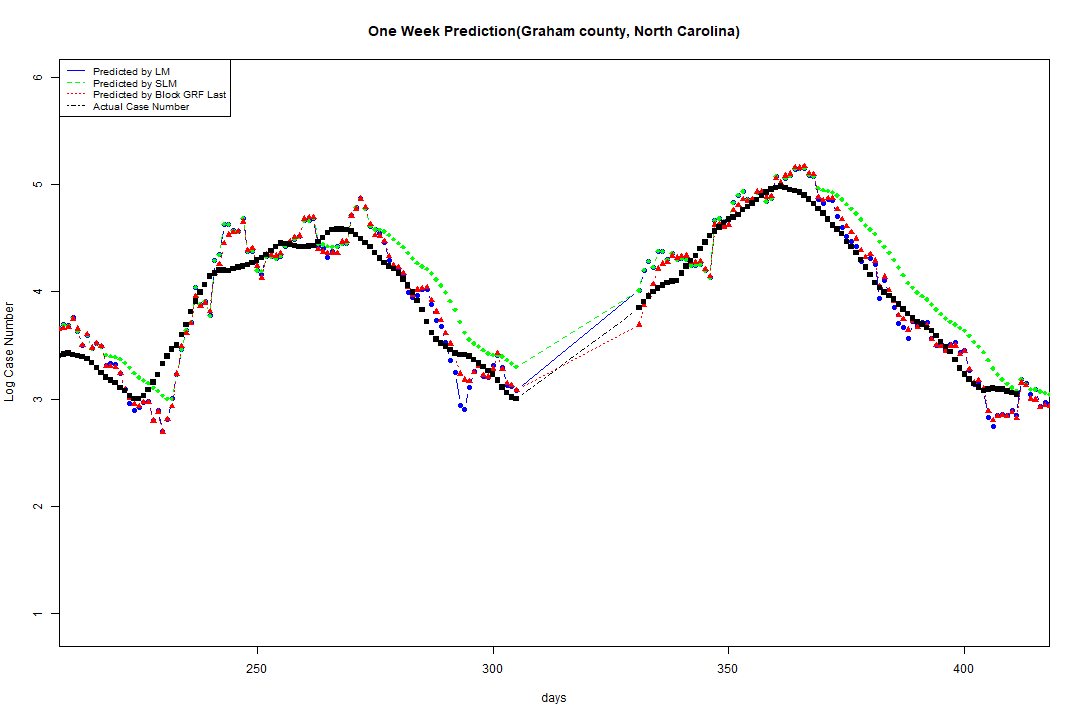 One Week Prediction(Graham county, North Carolina)
Predicted by LM
Predicted by SLM
Predicted by Block GRF Last
Actual Case Number
Log Case Number
6
5
4
3
2
1
250
300
350
400
days